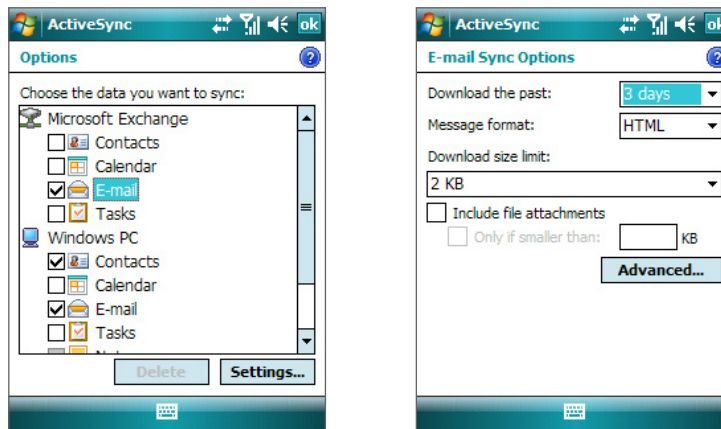 ActiveSync
ok
Options
Choose the data you want to sync:
Microsoft Exchange
Contacts
Calendar
E-mail
Tasks
Windows PC
Contacts
Calendar
E-mail
Tasks
Delete
Settings...
ActiveSync
ok
E-mail Sync Options
Download the past:
3 days
Message format:
HTML
Download size limit:
2 KB
Include file attachments
Only if smaller than:
KB
Advanced...